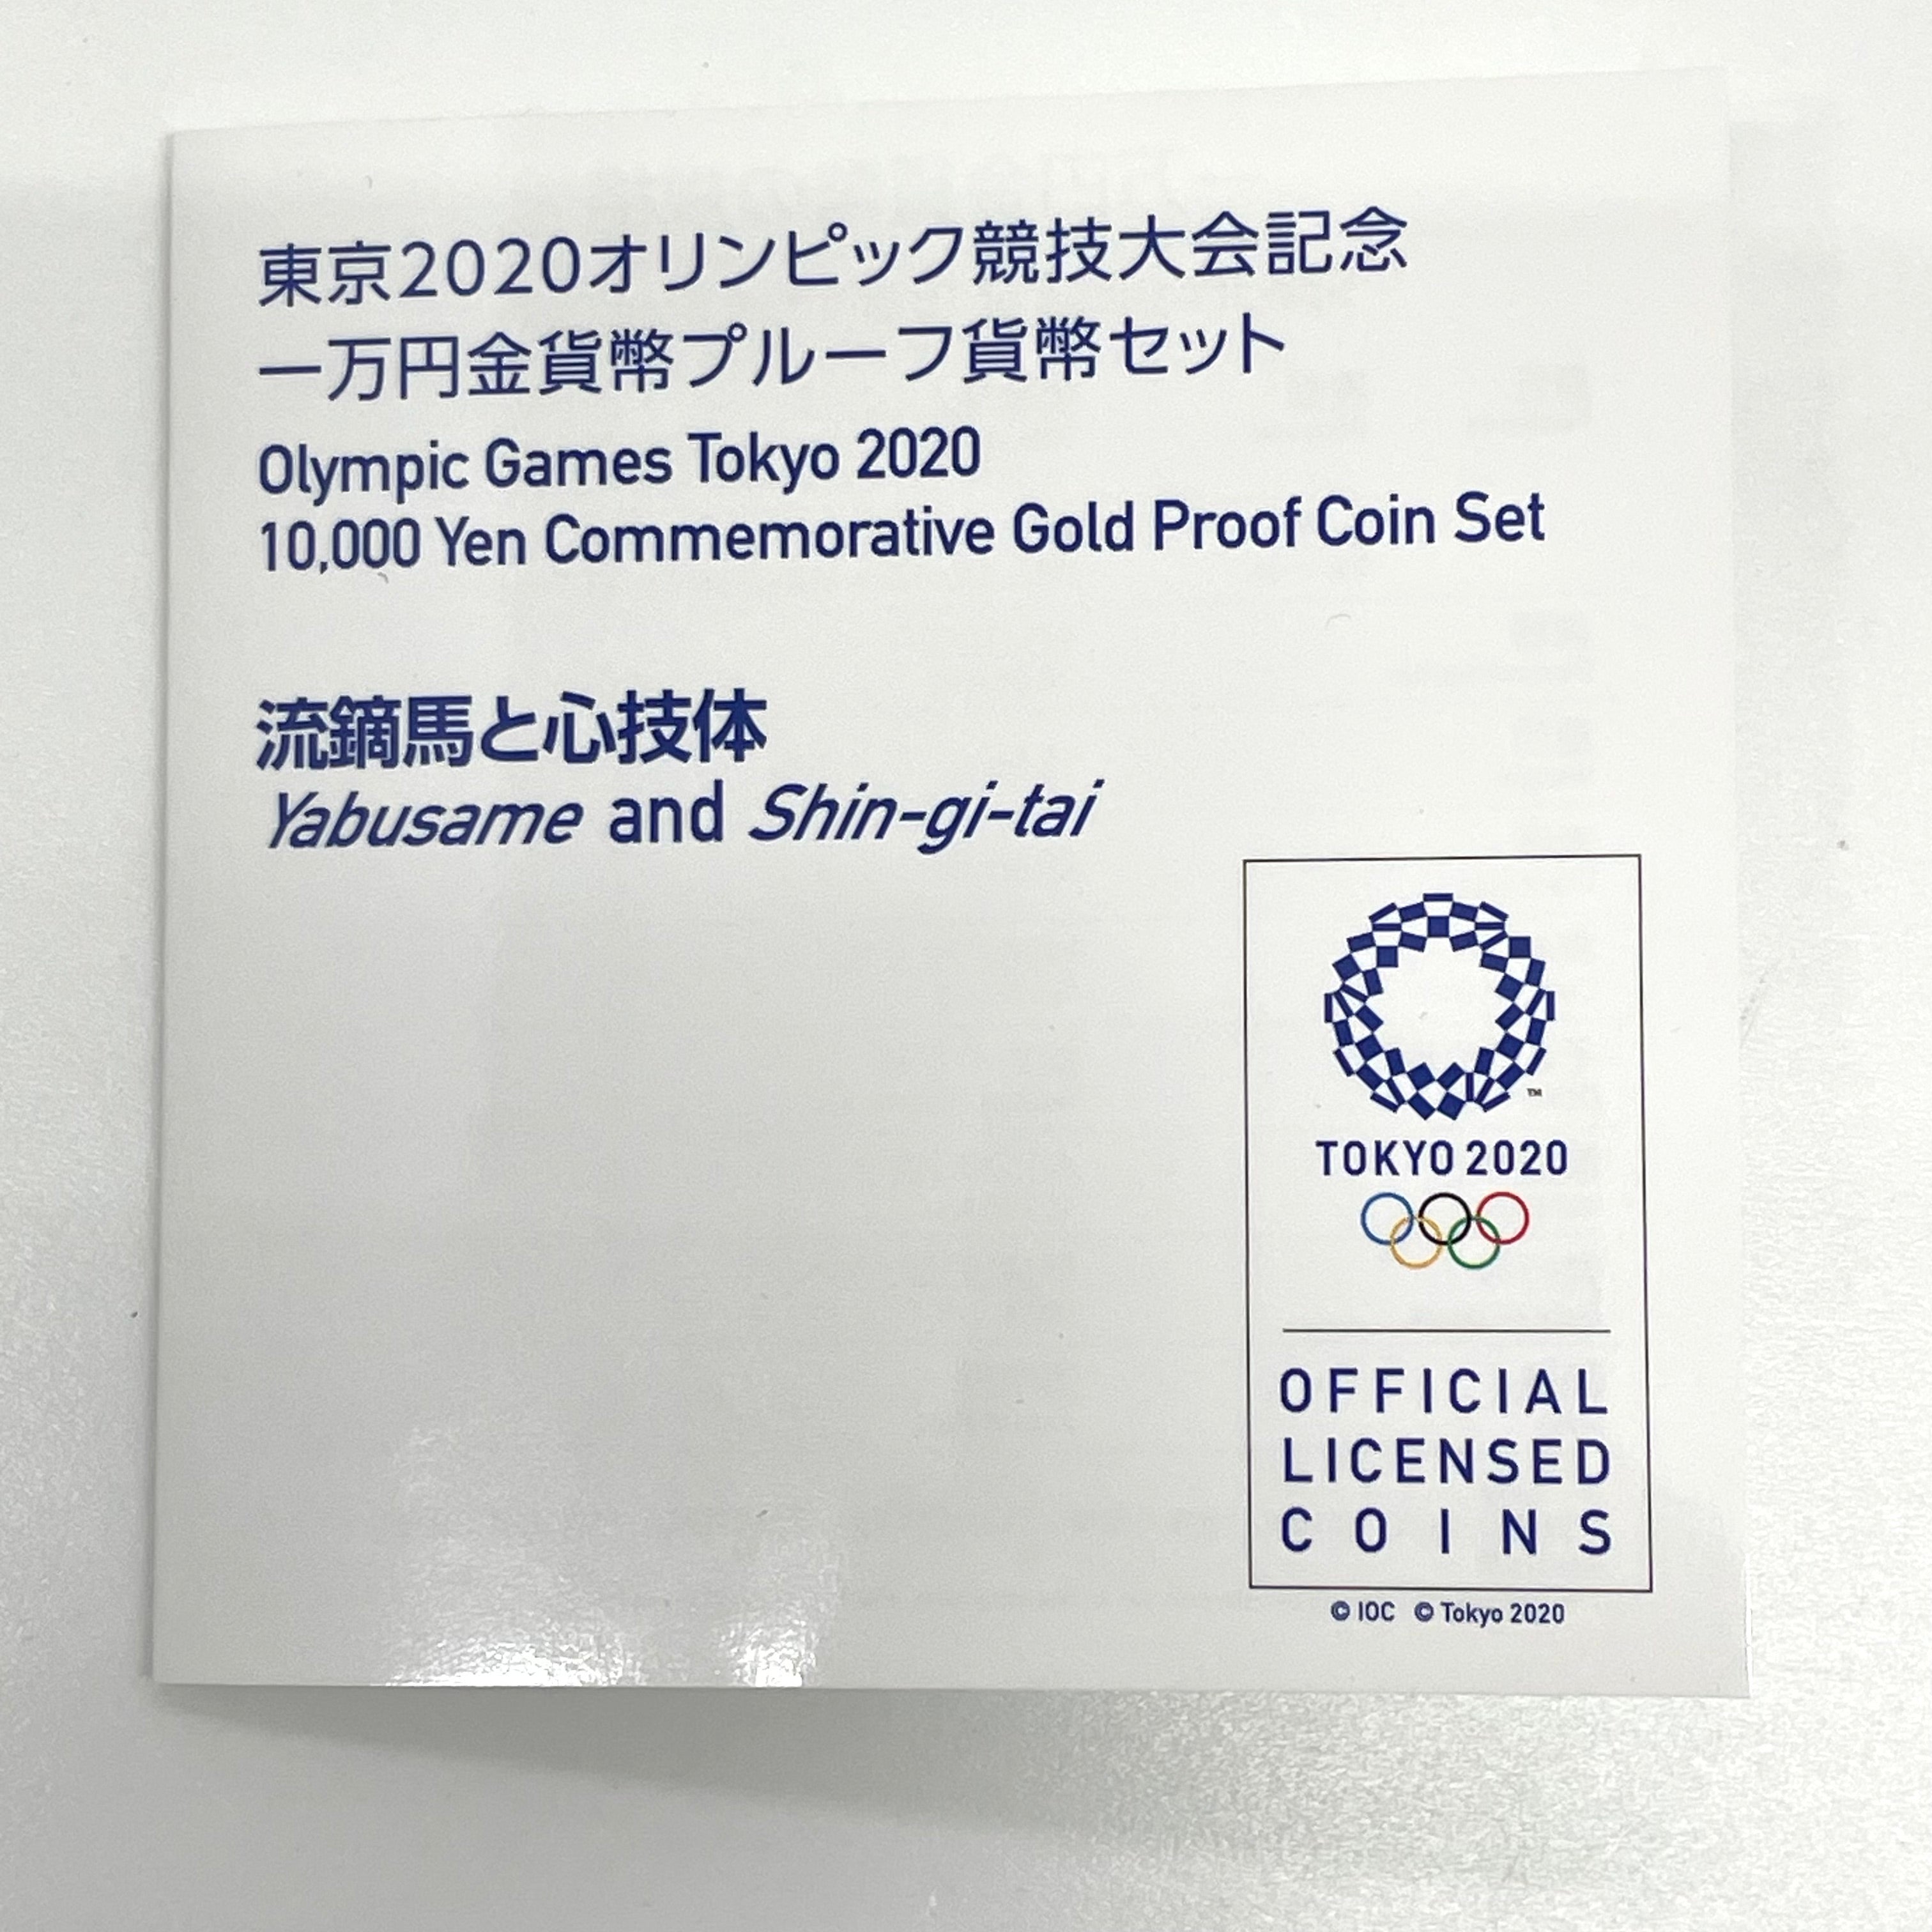 東京2020オリンピック競技大会記念
一万円金貨幣プルーフ貨幣セット
Olympic Games Tokyo 2020
10,000 Yen Commemorative Gold Proof Coin Set
流鏑馬と心技体
Yabusame and Shin-gi-tai
TM
TOKYO 2020
OFFICIAL
LICENSED
COINS
© IOC © Tokyo 2020